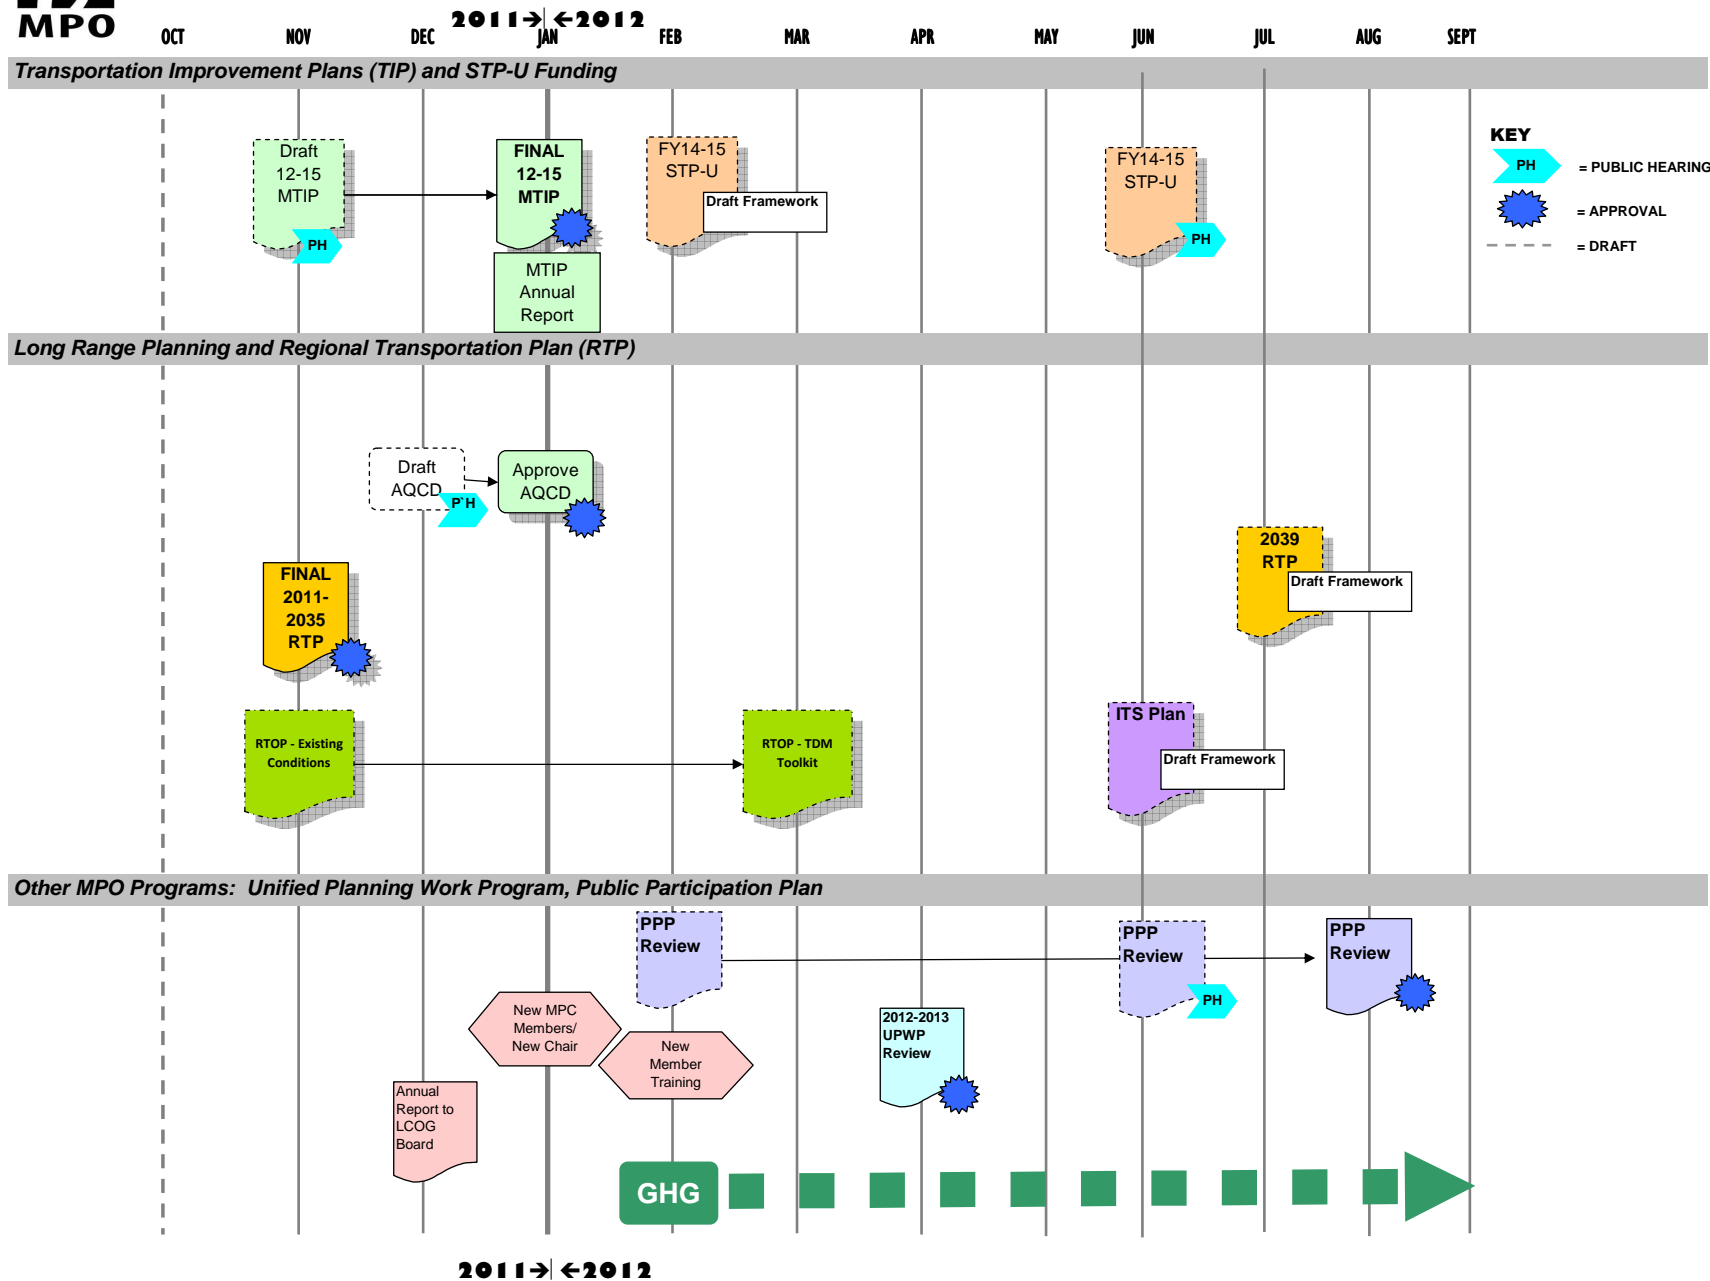 MPO
2011→ ←2012
OCT NOV DEC JAN FEB MAR APR MAY JUN JUL AUG SEPT
Transportation Improvement Plans (TIP) and STP-U Funding
Draft
12-15
MTIP
PH
FINAL
12-15
MTIP
MTIP
Annual
Report
FY14-15
STP-U
Draft Framework
FY14-15
STP-U
PH
KEY
PH = PUBLIC HEARING
= APPROVAL
= DRAFT
Long Range Planning and Regional Transportation Plan (RTP)
Draft
AQCD
P`H
Approve
AQCD
FINAL
2011-
2035
RTP
2039
RTP
Draft Framework
RTOP - Existing
Conditions
RTOP - TDM
Toolkit
ITS Plan
Draft Framework
Other MPO Programs: Unified Planning Work Program, Public Participation Plan
PPP
Review
PPP
Review
PH
PPP
Review
New MPC
Members/
New Chair
New
Member
Training
2012-2013
UPWP
Review
Annual
Report to
LCOG
Board
GHG
2011→ ←2012